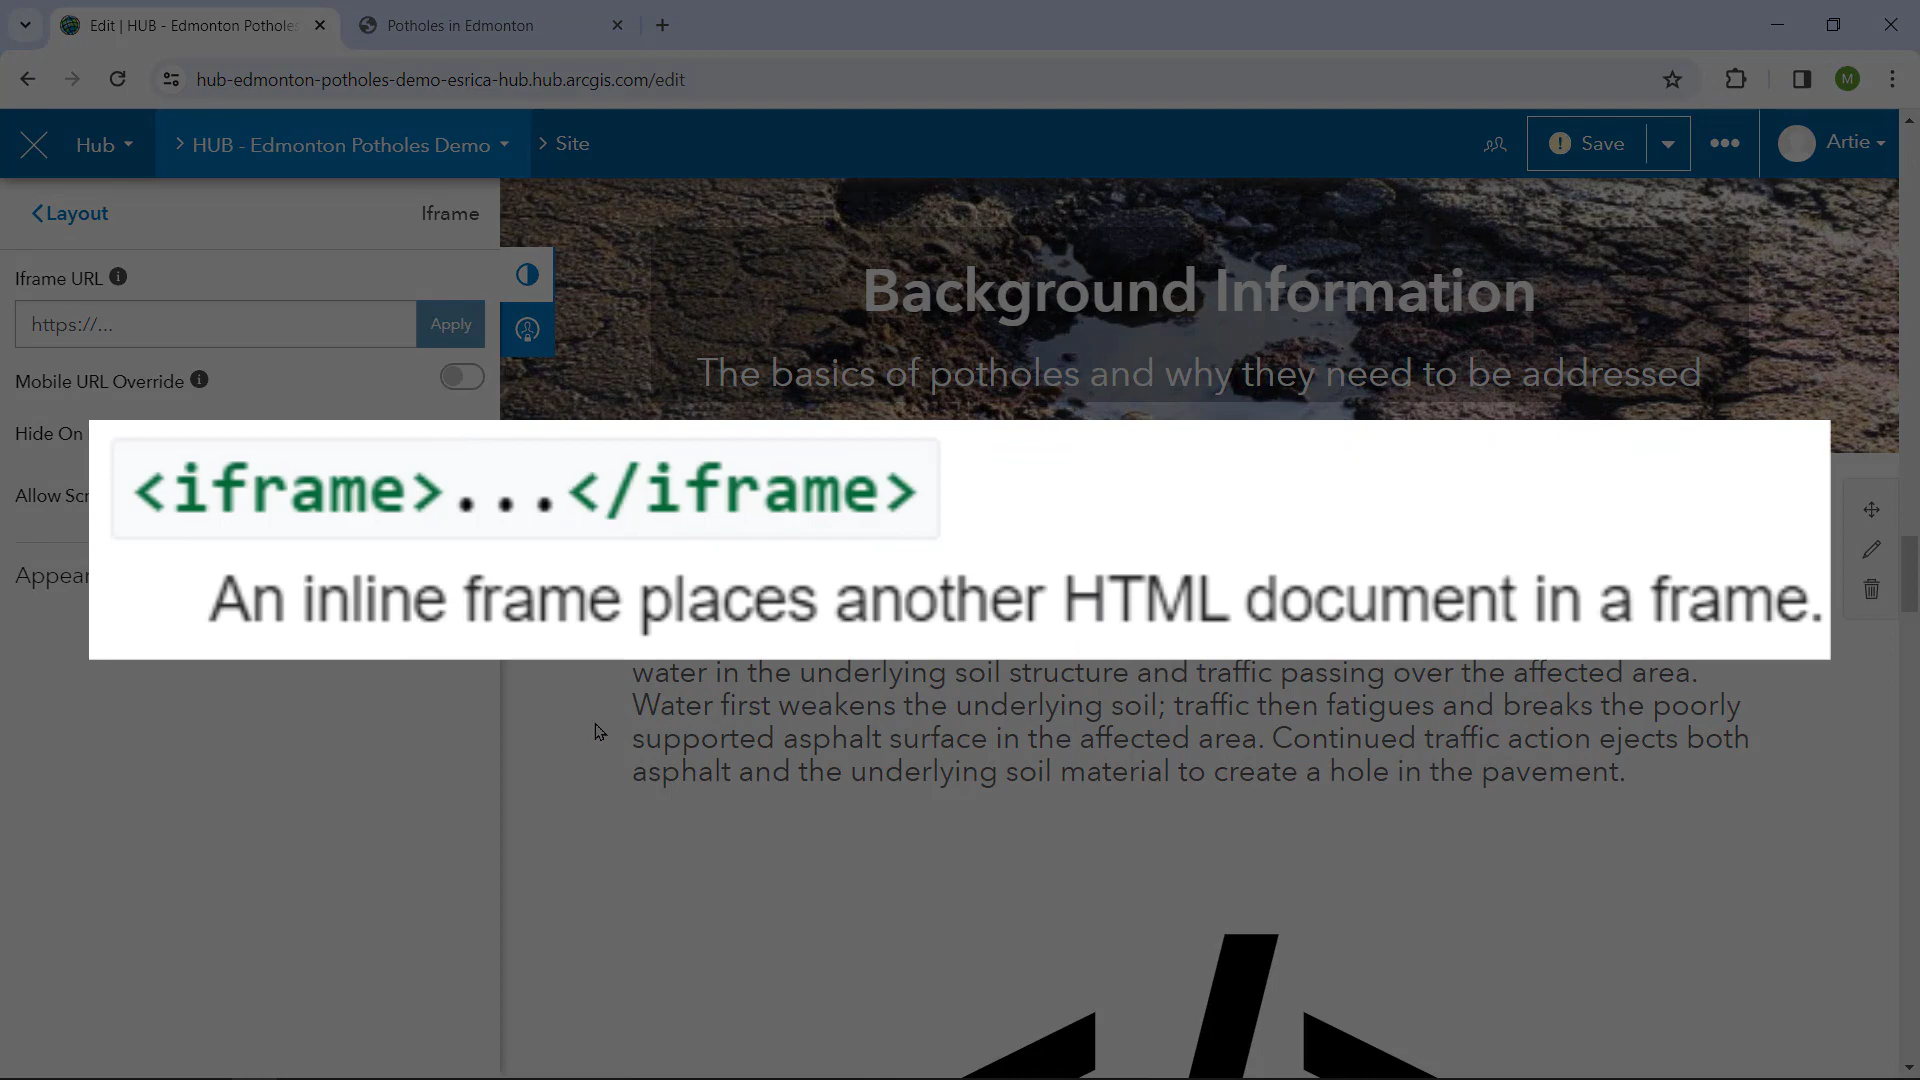 Edit | HUB - Edmonton Potholes
Potholes in Edmonton
hub-edmonton-potholes-demo-esrica-hub.hub.arcgis.com/edit
M
Hub
HUB - Edmonton Potholes Demo
Site
! Save
Artie
Layout
Iframe
Iframe URL
https://...
Apply
Mobile URL Override
Hide On
Allow Scr
Appear
Background Information
The basics of potholes and why they need to be addressed
<iframe>...</iframe>
An inline frame places another HTML document in a frame.
water in the underlying soil structure and traffic passing over the affected area.
Water first weakens the underlying soil; traffic then fatigues and breaks the poorly
supported asphalt surface in the affected area. Continued traffic action ejects both
asphalt and the underlying soil material to create a hole in the pavement.